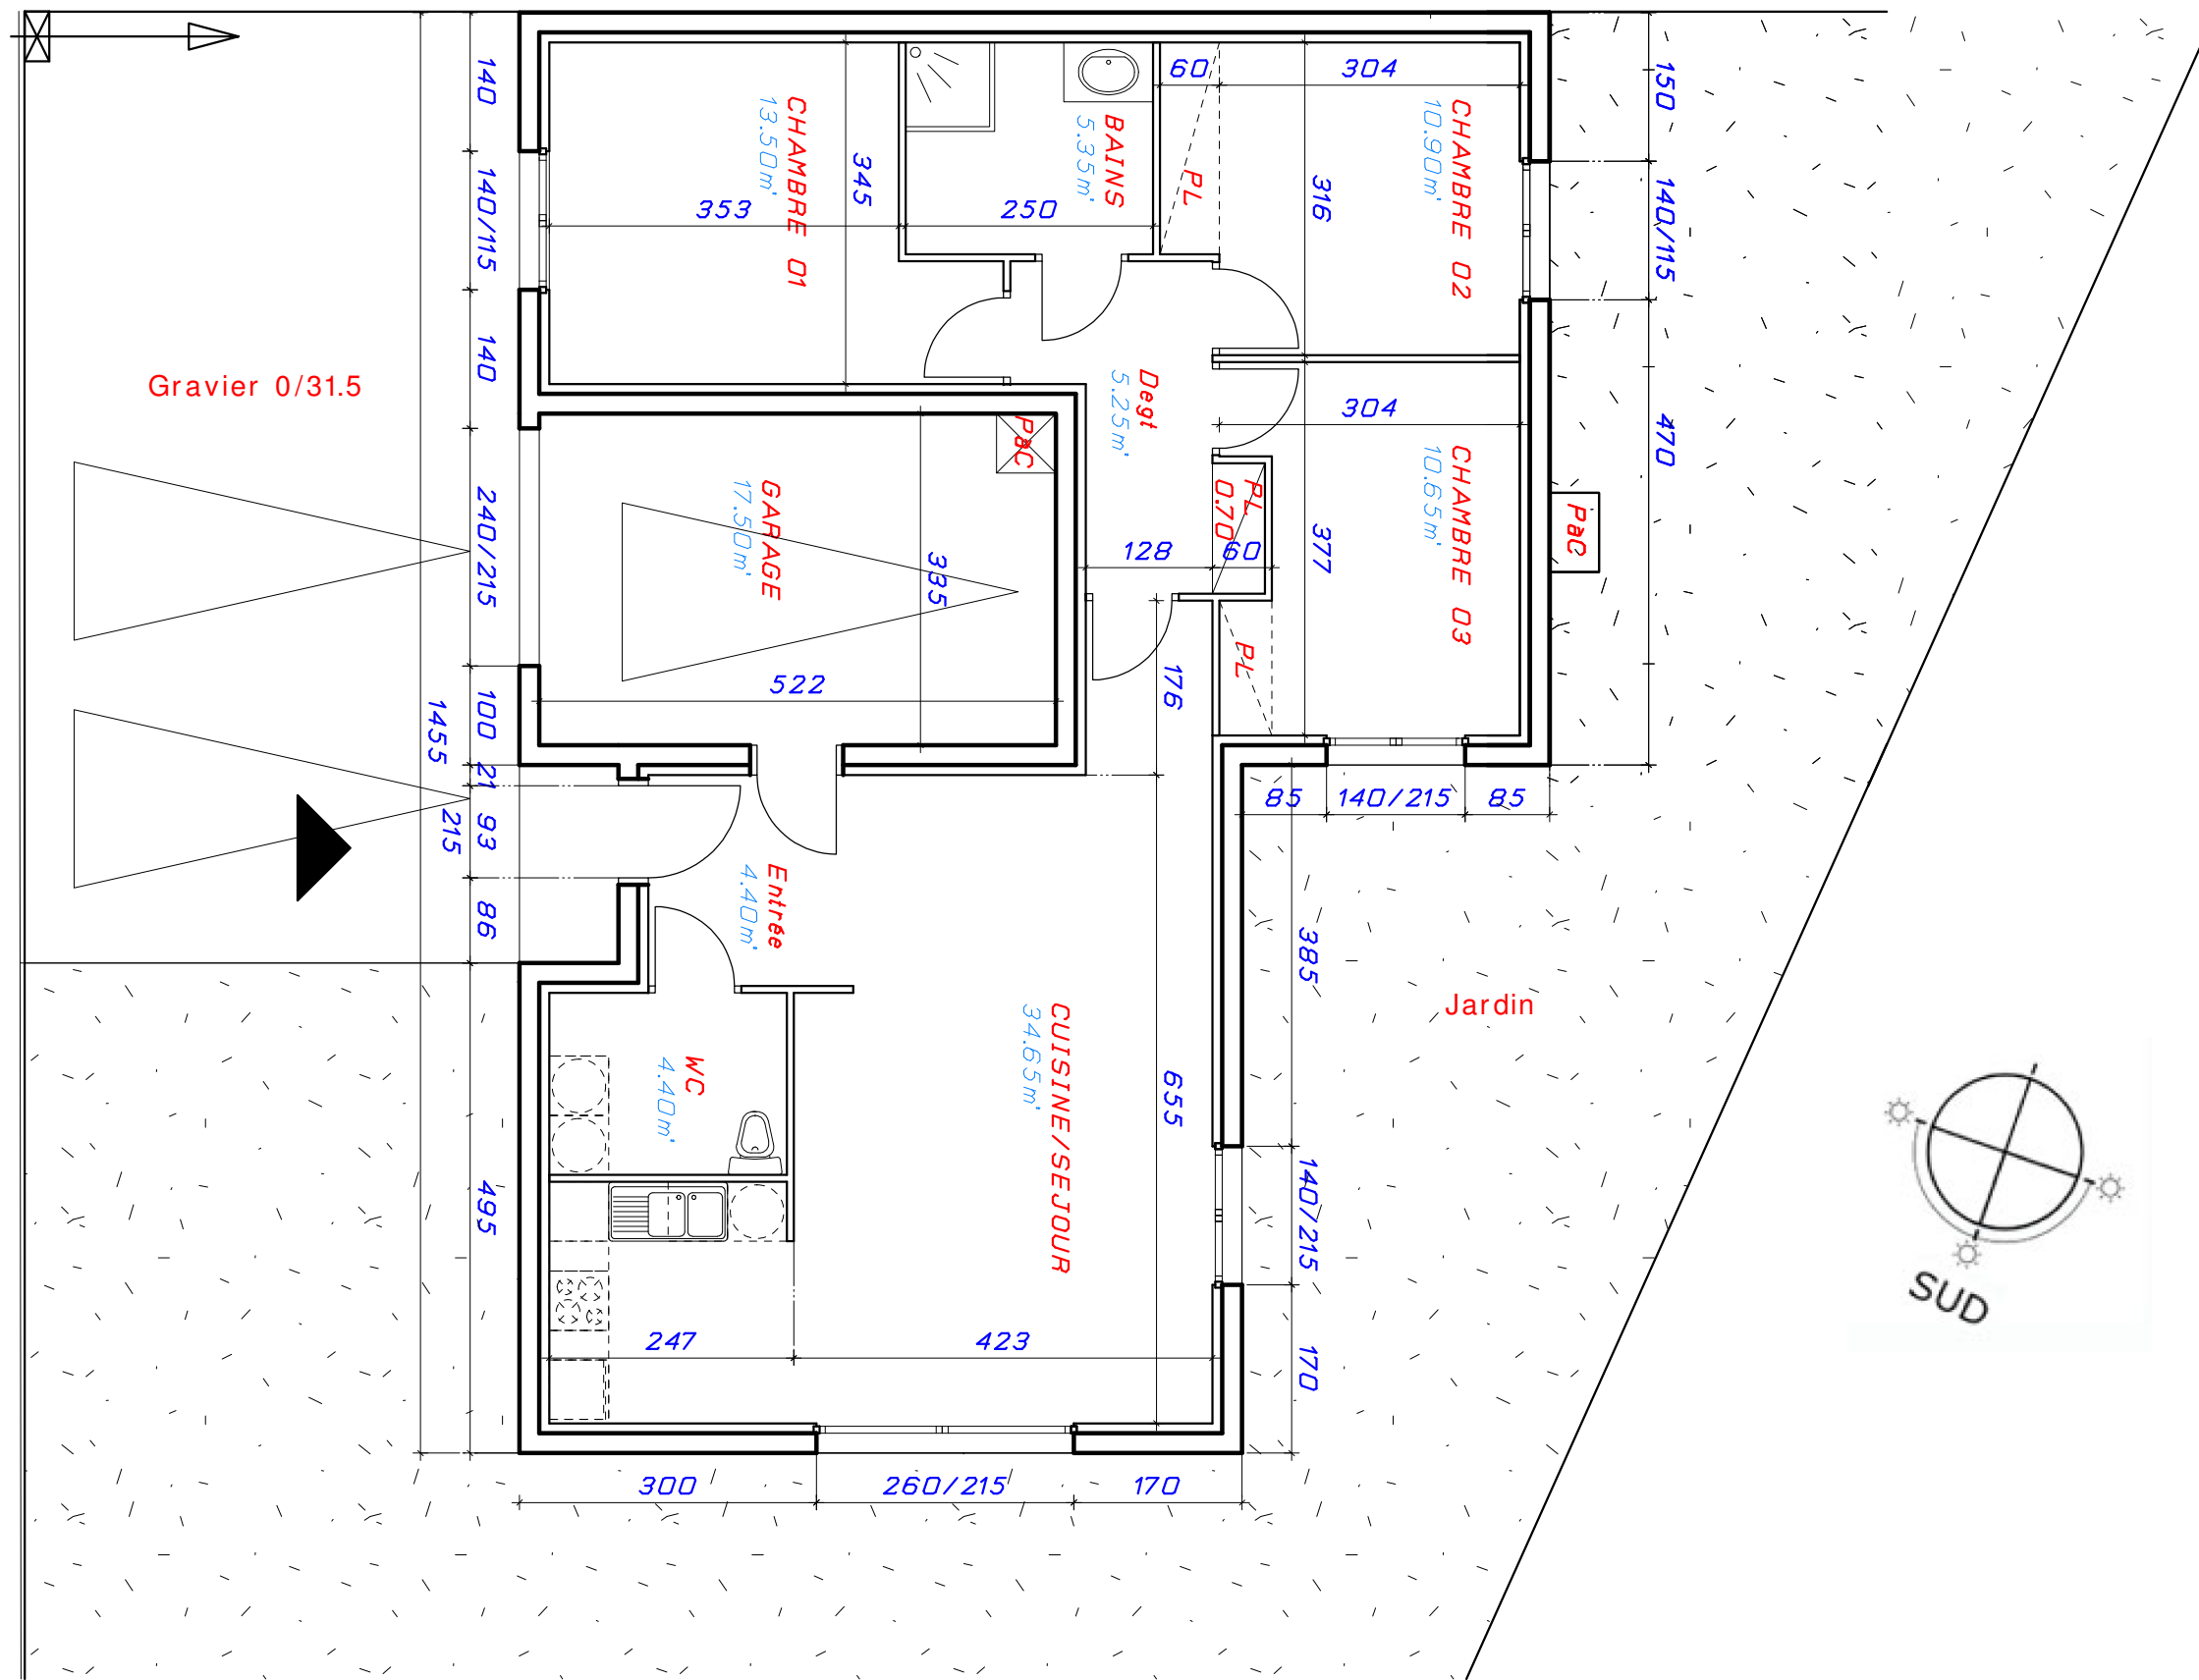 140
140/115
140
240/215
100
21
93
86
495
1455
215
Gravier 0/31.5
CHAMBRE 01
13.50m²
353
345
BAINS
5.35m²
250
PL
60
304
CHAMBRE 02
10.90m²
316
150
140/115
470
Degt
5.25m²
PaC
GARAGE
17.50m²
335
522
128
60
PL
0.70
304
CHAMBRE 03
10.65m²
377
PL
PaC
176
85
140/215
85
Entrée
4.40m²
385
Jardin
CUISINE/SEJOUR
34.65m²
655
WC
4.40m²
140/215
170
247
423
300
260/215
170
SUD